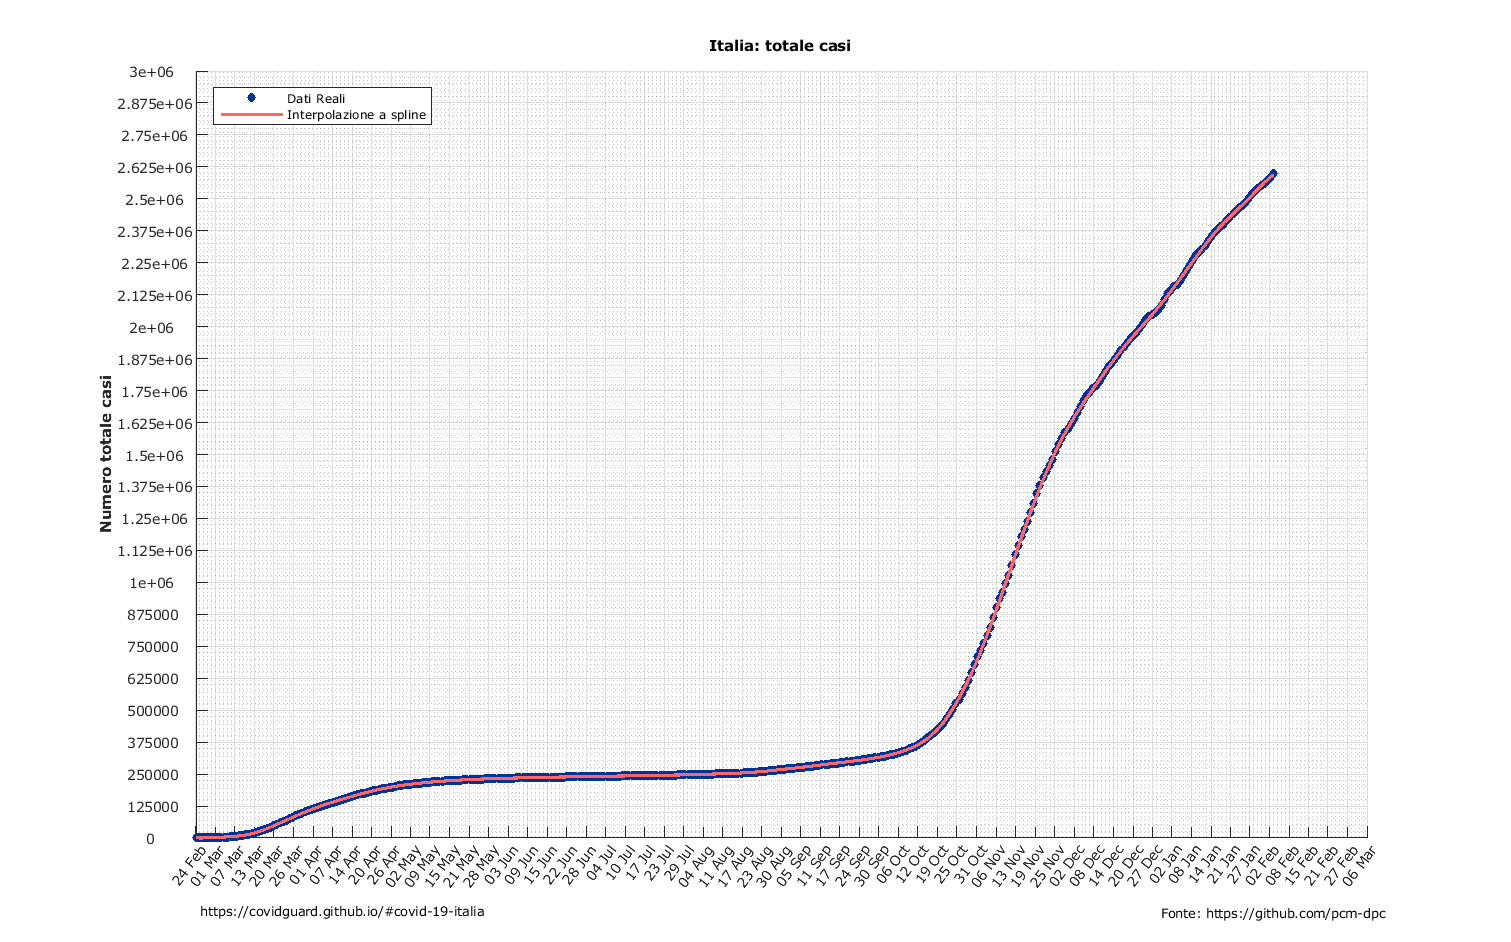 Italia: totale casi
3e+06
2.875e+06
2.75e+06
2.625e+06
2.5e+06
2.375e+06
2.25e+06
2.125e+06
2e+06
1.875e+06
1.75e+06
1.625e+06
1.5e+06
1.375e+06
1.25e+06
1.125e+06
1e+06
875000
750000
625000
500000
375000
250000
125000
0
Numero totale casi
Dati Reali
Interpolazione a spline
24 Feb
01 Mar
07 Mar
13 Mar
20 Mar
26 Mar
01 Apr
07 Apr
14 Apr
20 Apr
26 Apr
02 May
09 May
15 May
21 May
28 May
03 Jun
09 Jun
15 Jun
22 Jun
28 Jun
04 Jul
10 Jul
17 Jul
23 Jul
29 Jul
04 Aug
11 Aug
17 Aug
23 Aug
30 Aug
05 Sep
11 Sep
17 Sep
24 Sep
30 Sep
06 Oct
12 Oct
19 Oct
25 Oct
31 Oct
06 Nov
13 Nov
19 Nov
25 Nov
02 Dec
08 Dec
14 Dec
20 Dec
27 Dec
02 Jan
08 Jan
14 Jan
21 Jan
27 Jan
02 Feb
08 Feb
15 Feb
21 Feb
27 Feb
06 Mar
https://covidguard.github.io/#covid-19-italia
Fonte: https://github.com/pcm-dpc